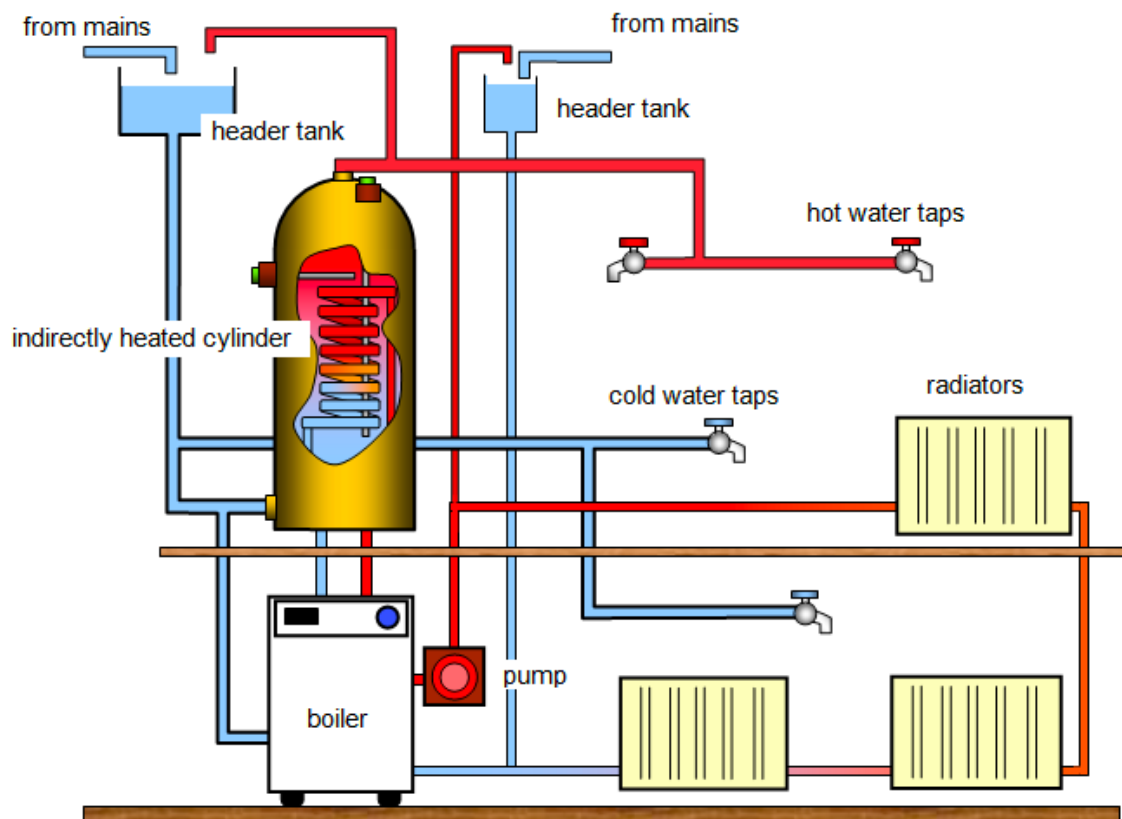 from mains
from mains
header tank
header tank
hot water taps
indirectly heated cylinder
cold water taps
radiators
pump
boiler